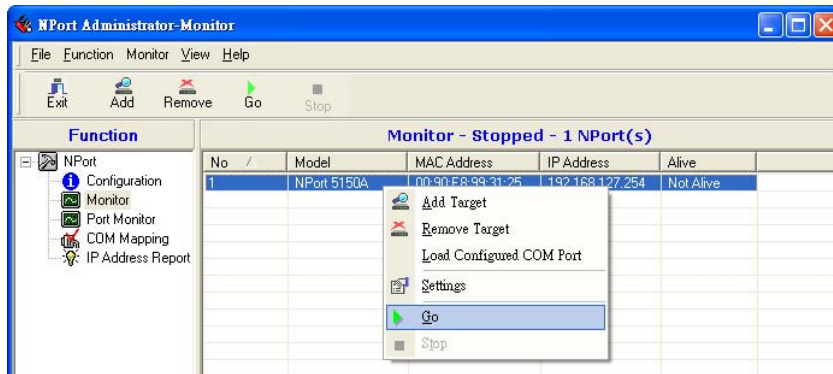 NPort Administrator-Monitor
File Function Monitor View Help
Exit Add Remove Go Stop
Function
Monitor - Stopped - 1 NPort(s)
NPort
Configuration
Monitor
Port Monitor
COM Mapping
IP Address Report
No Model MAC Address IP Address Alive
1 NPort 5150A 00:90:E8:99:31:25 192.168.127.254 Not Alive
Add Target
Remove Target
Load Configured COM Port
Settings
Go
Stop